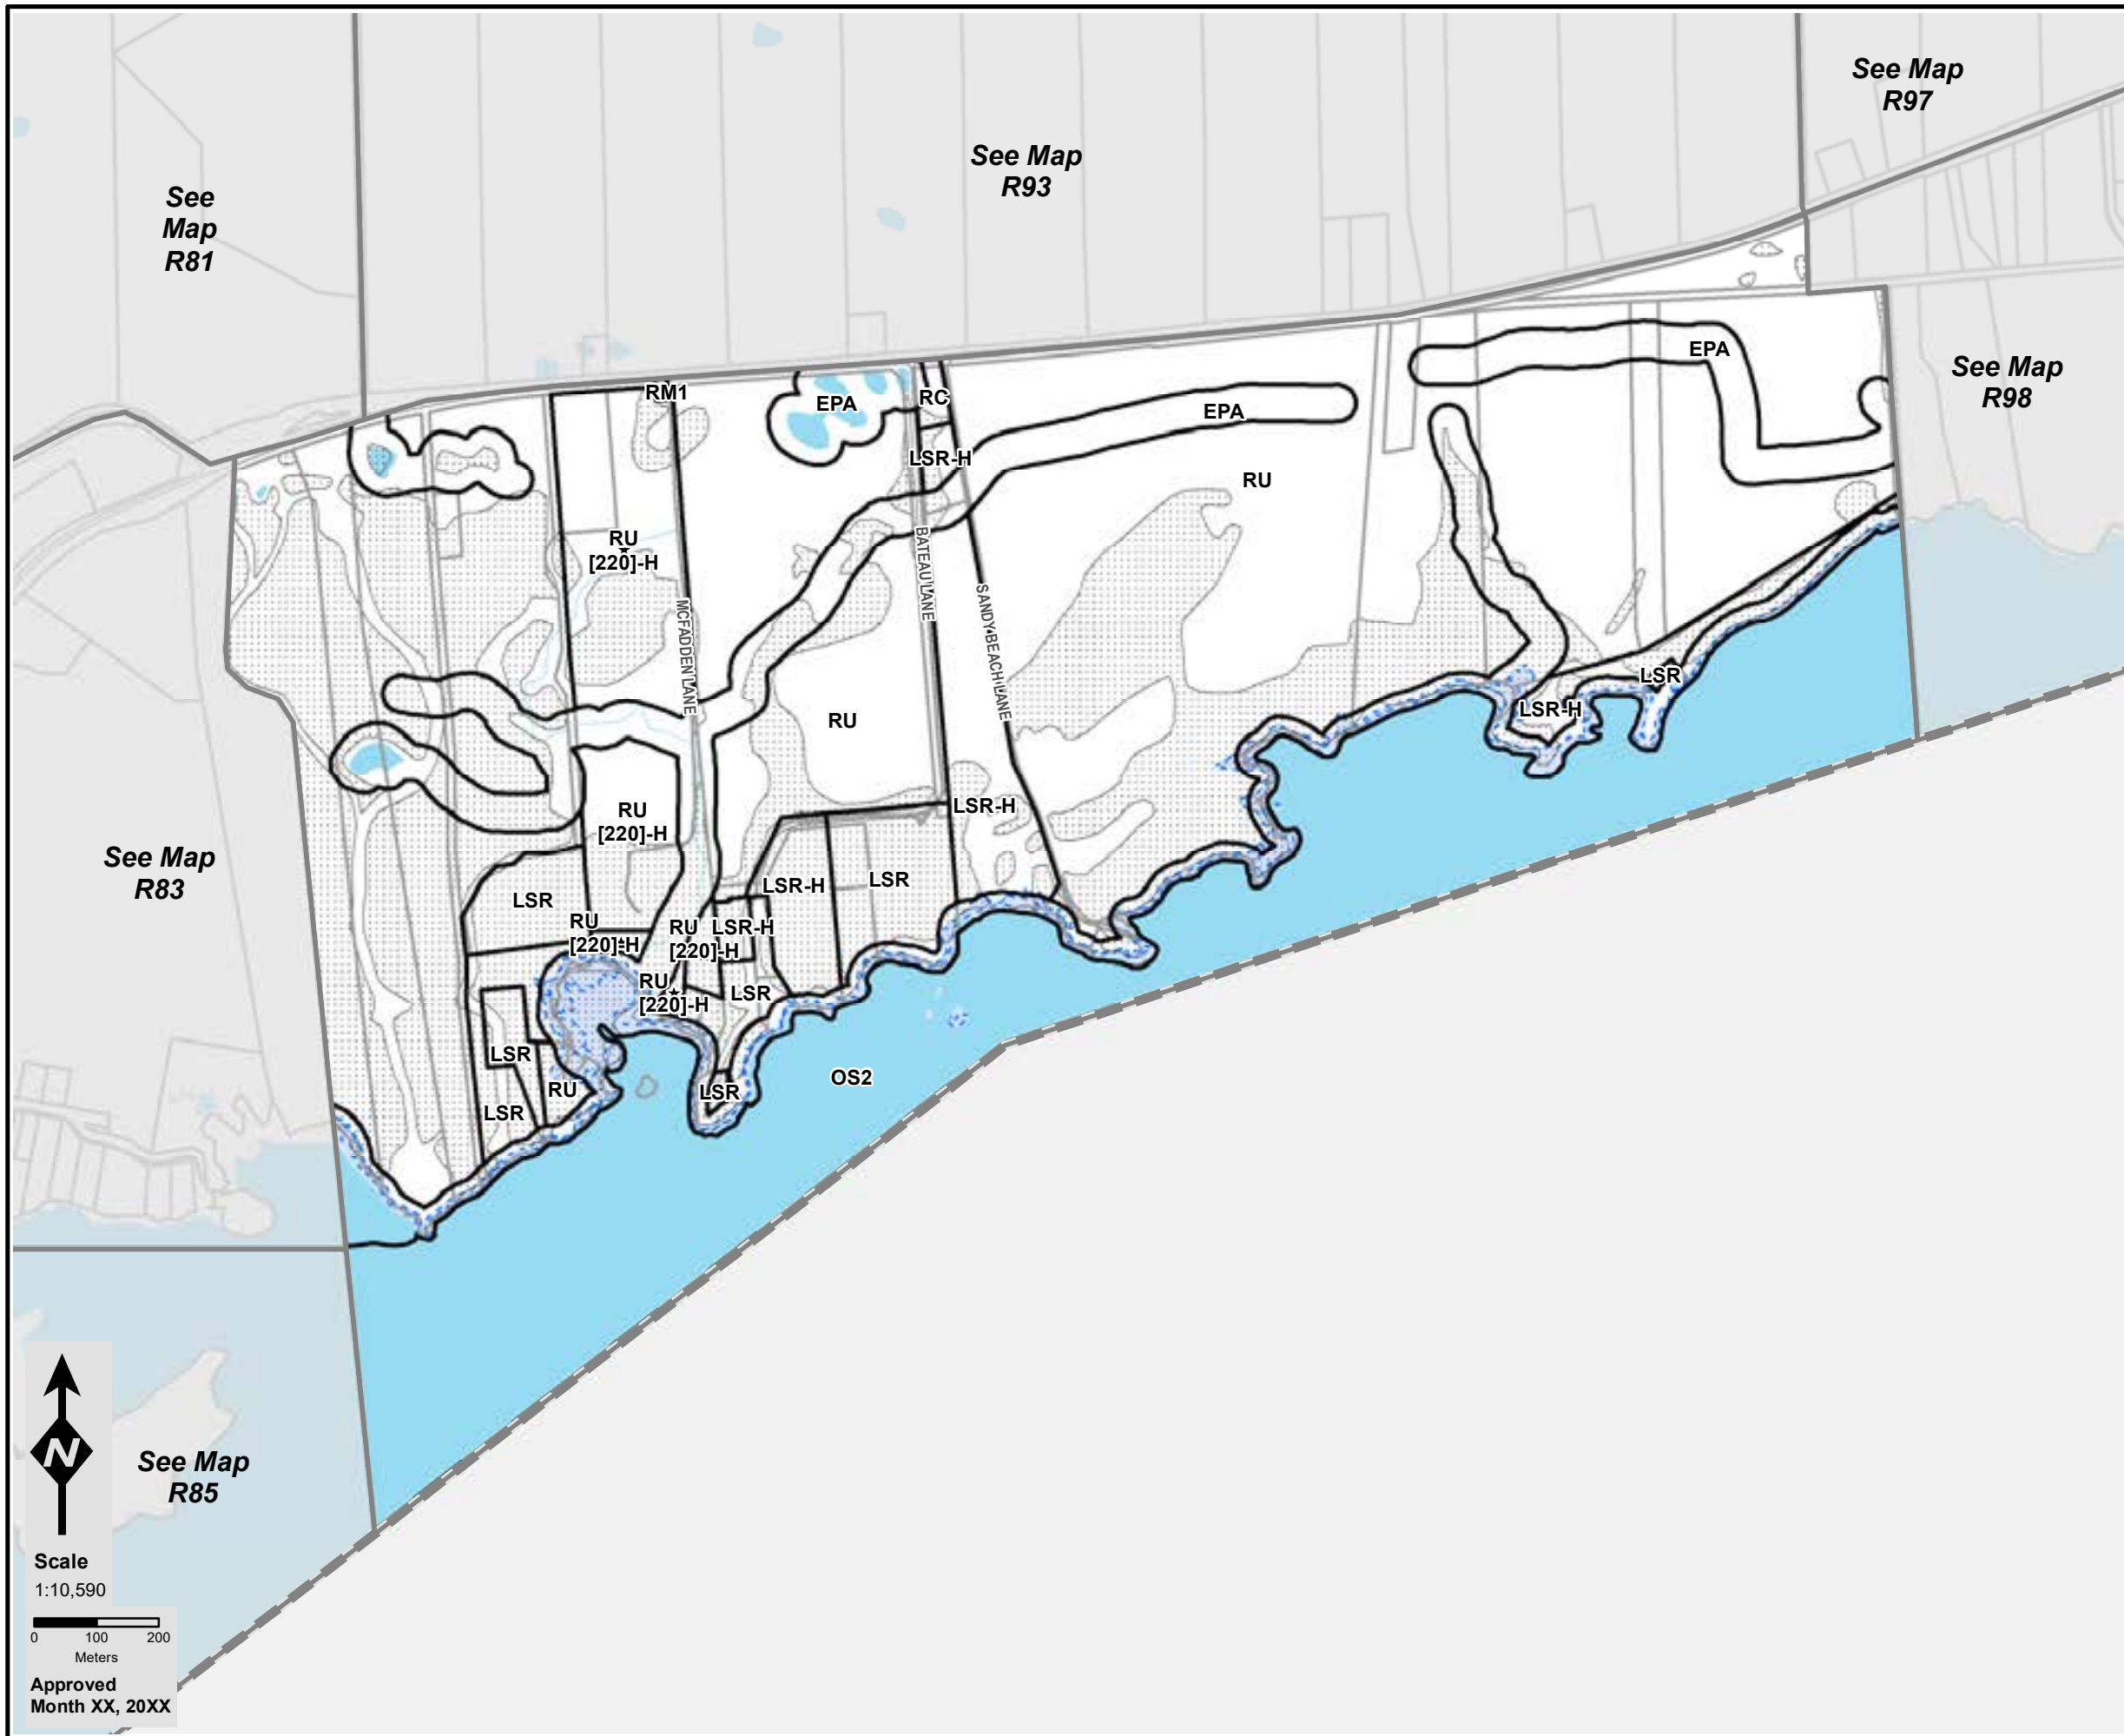 See Map
R97
See Map
R93
See
Map
R81
EPA
See Map
R98
RM1
EPA
RC
EPA
LSR-H
RU
RU
[220]-H
BATEAU LANE
SANDY BEACH LANE
MCFADDEN LANE
LSR
LSR-H
RU
LSR-H
RU
[220]-H
See Map
R83
LSR-H
LSR
LSR
RU
[220]-H
RU
[220]-H
LSR-H
RU
[220]-H
LSR
LSR
RU
LSR
LSR
OS2
N
See Map
R85
Scale
1:10,590
0 100 200
Meters
Approved
Month XX, 20XX